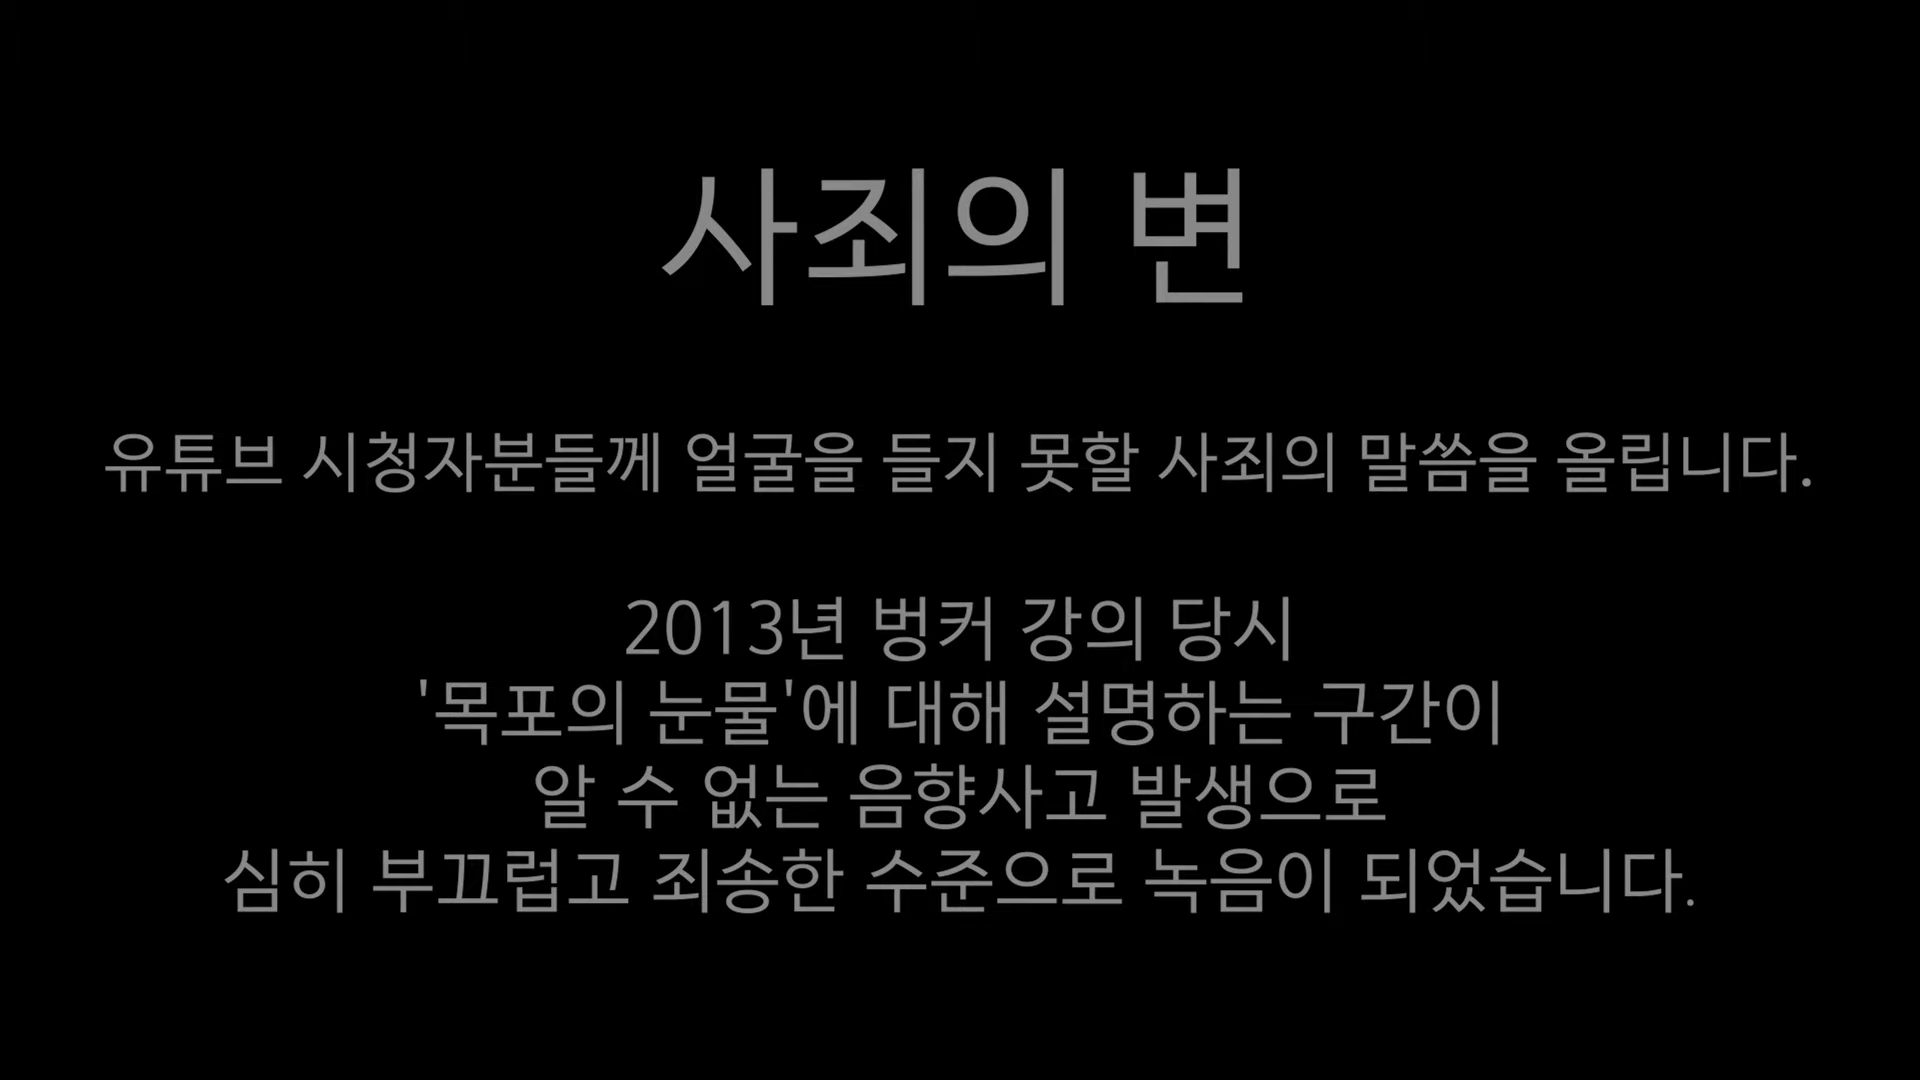 사죄의 변
유튜브 시청자분들께 얼굴을 들지 못할 사죄의 말씀을 올립니다.
2013년 벙커 강의 당시
'목포의 눈물'에 대해 설명하는 구간이
알 수 없는 음향사고 발생으로
심히 부끄럽고 죄송한 수준으로 녹음이 되었습니다.